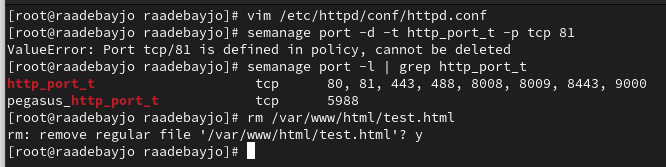 [root@raadebayjo raadebayjo]# vim /etc/httpd/conf/httpd.conf
[root@raadebayjo raadebayjo]# semanage port -d -t http_port_t -p tcp 81
ValueError: Port tcp/81 is defined in policy, cannot be deleted
[root@raadebayjo raadebayjo]# semanage port -l | grep http_port_t
http_port_t                    tcp      80, 81, 443, 488, 8008, 8009, 8443, 9000
pegasus_http_port_t            tcp      5988
[root@raadebayjo raadebayjo]# rm /var/www/html/test.html
rm: remove regular file '/var/www/html/test.html'? y
[root@raadebayjo raadebayjo]#